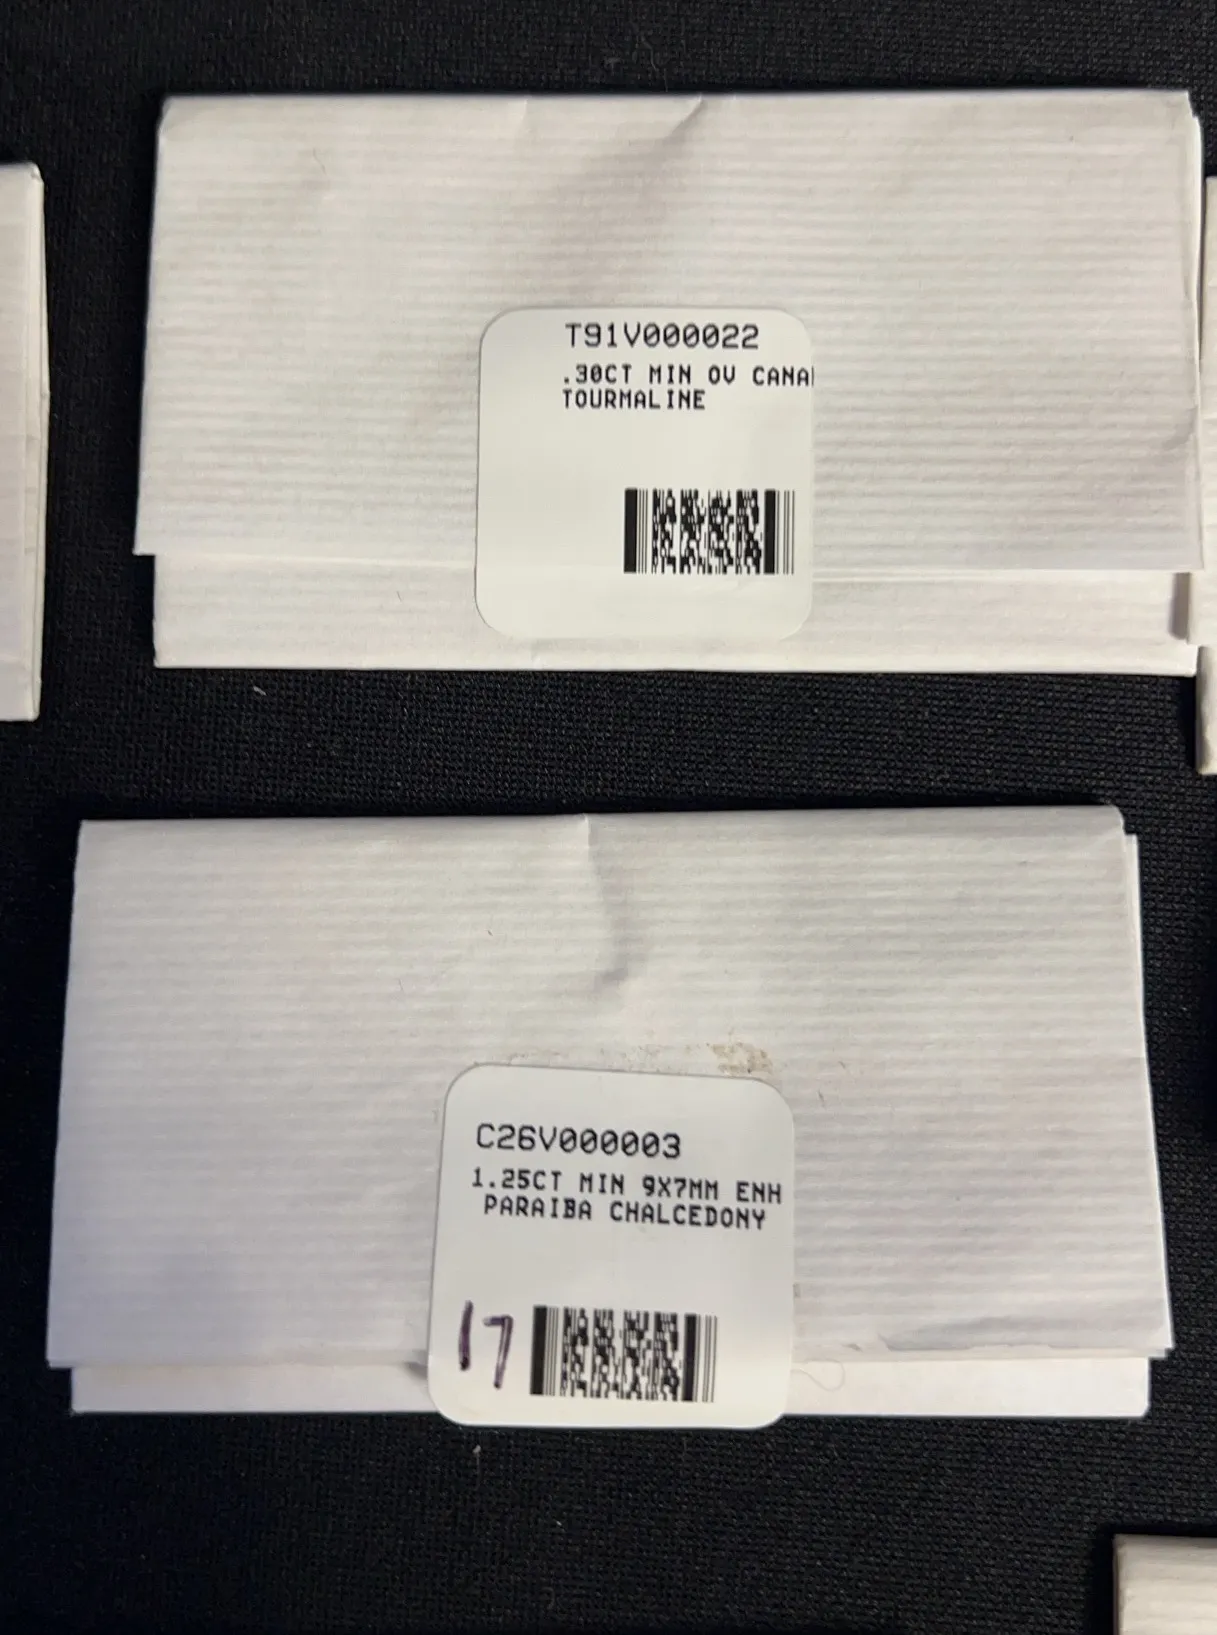 T91V000022
.30CT MIN OV CANA
TOURMALINE
C26V000003
1.25CT MIN 9X7MM ENH
PARAIBA CHALCEDONY
17